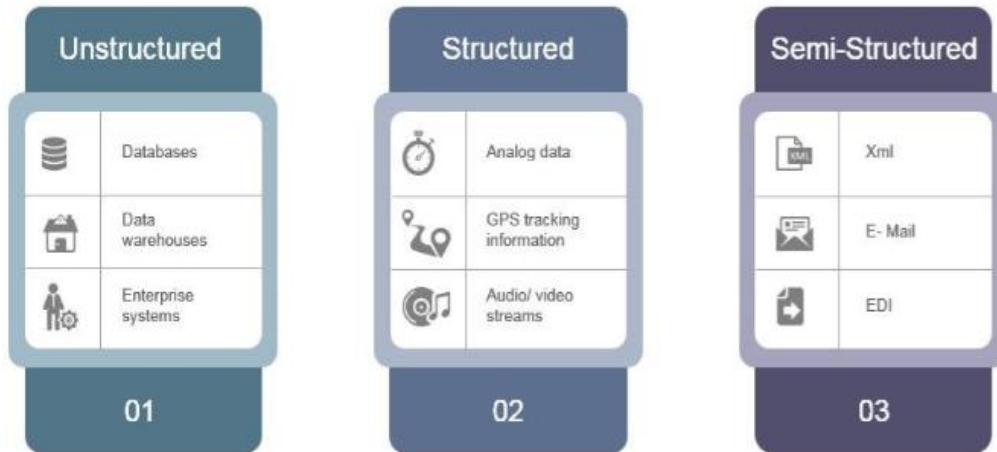 Unstructured
Databases
Data
warehouses
Enterprise
systems
01
Structured
Analog data
GPS tracking
information
Audio/ video
streams
02
Semi-Structured
XML
Xml
E- Mail
EDI
03